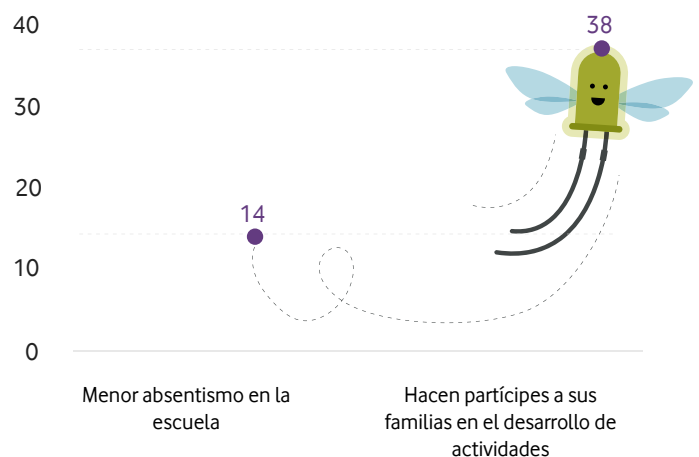 40
38
30
20
14
10
0
Menor absentismo en la
escuela
Hacen partícipes a sus
familias en el desarrollo de
actividades